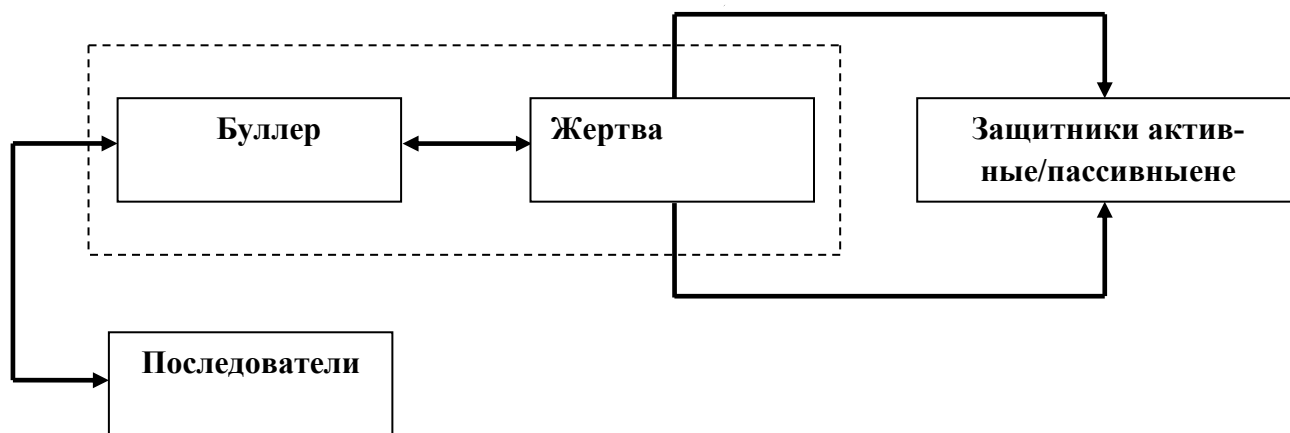 Буллер
Жертва
Защитники актив-
ные/пассивныене
Последователи